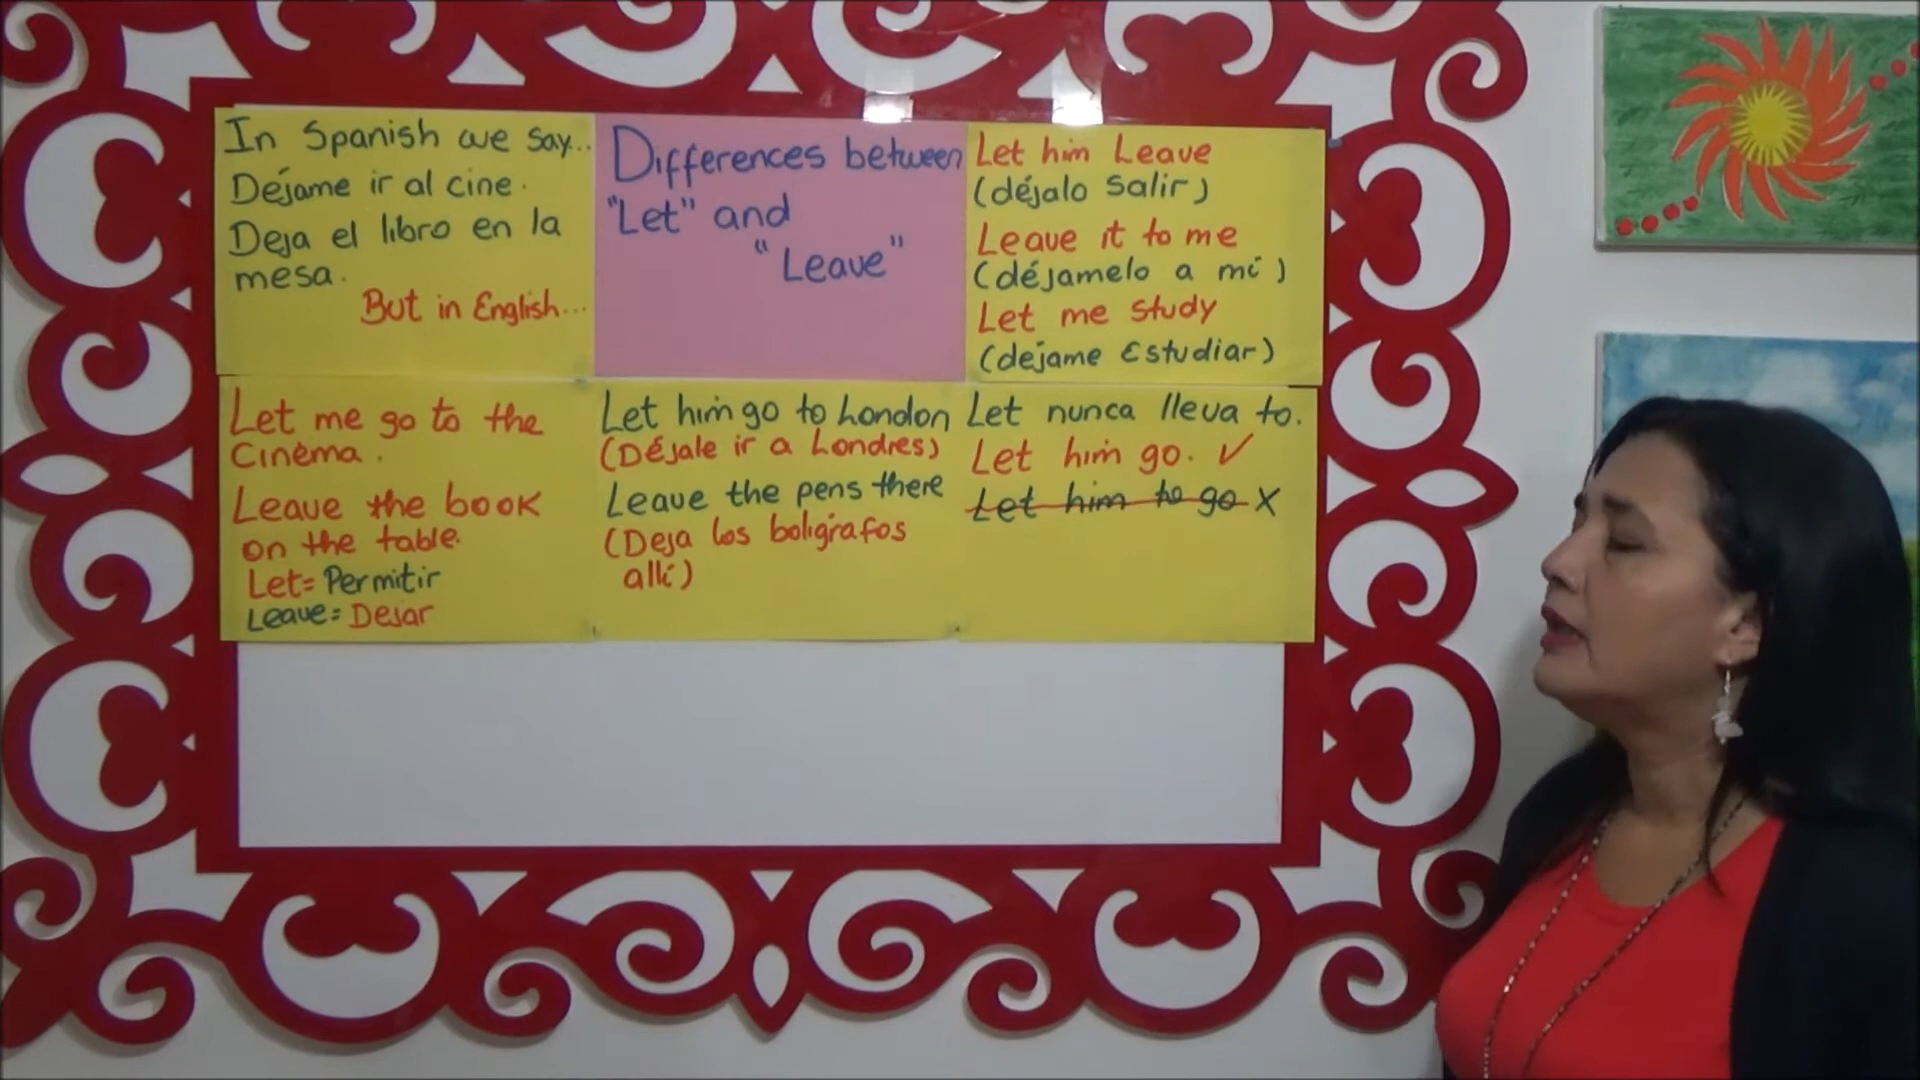 In Spanish we say...
Déjame ir al cine.
Deja el libro en la
mesa.
But in English...
Differences between
"Let" and
"Leave"
Let him Leave
(déjalo salir)
Leave it to me
(déjamelo a mí)
Let me study
(dejame Estudiar)
Let me go to the
Cinema.
Leave the book
on the table.
Let= Permitir
Leave= Dejar
Let him go to London
(Déjale ir a Londres)
Leave the pens there
(Deja los boligrafos
allí)
Let nunca lleva to.
Let him go. ✓
Let him to go X